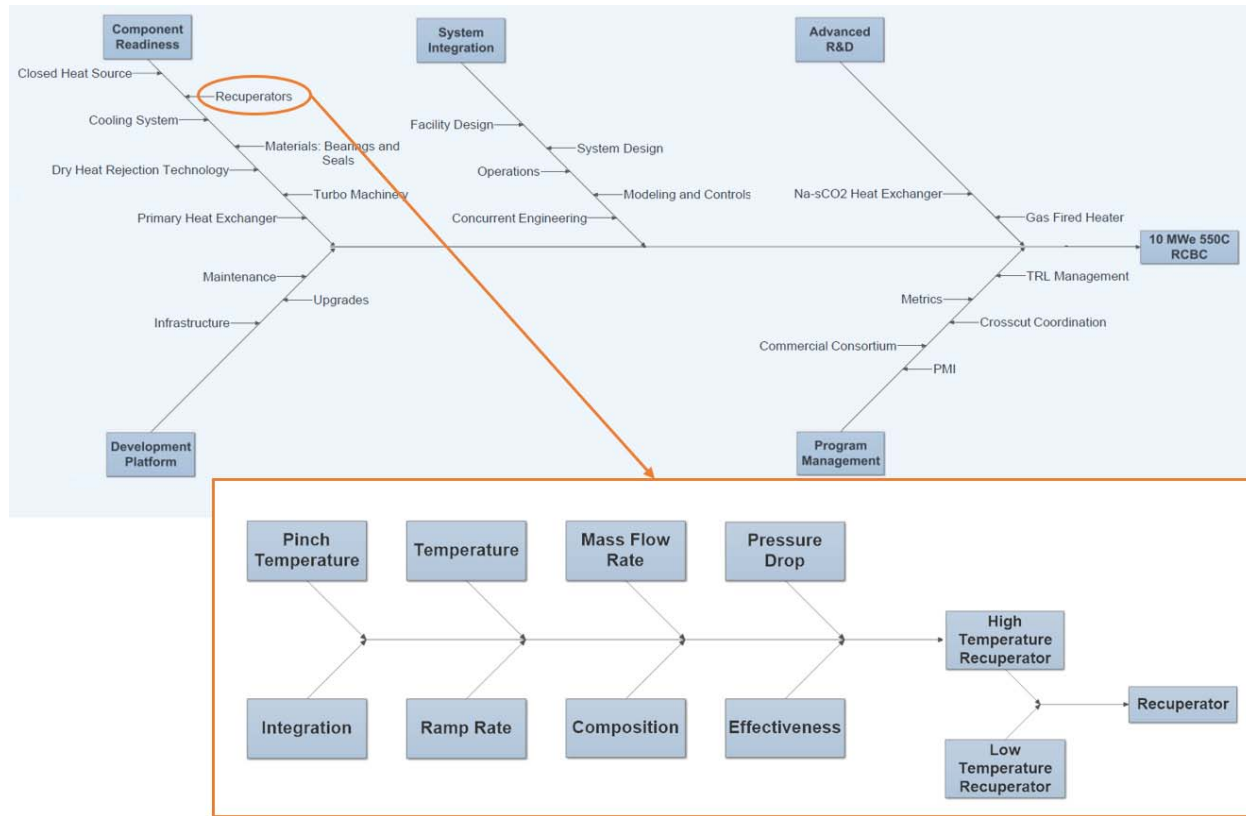 Component
Readiness
System
Integration
Advanced
R&D
Closed Heat Source
Recuperators
Cooling System
Materials: Bearings and
Seals
Dry Heat Rejection Technology
Turbo Machinery
Primary Heat Exchanger
Facility Design
System Design
Operations
Modeling and Controls
Concurrent Engineering
Na-sCO2 Heat Exchanger
Gas Fired Heater
10 MWe 550C
RCBC
Maintenance
Upgrades
Infrastructure
TRL Management
Metrics
Crosscut Coordination
Commercial Consortium
PMI
Development
Platform
Program
Management
Pinch
Temperature
Temperature
Mass Flow
Rate
Pressure
Drop
High
Temperature
Recuperator
Integration
Ramp Rate
Composition
Effectiveness
Recuperator
Low
Temperature
Recuperator